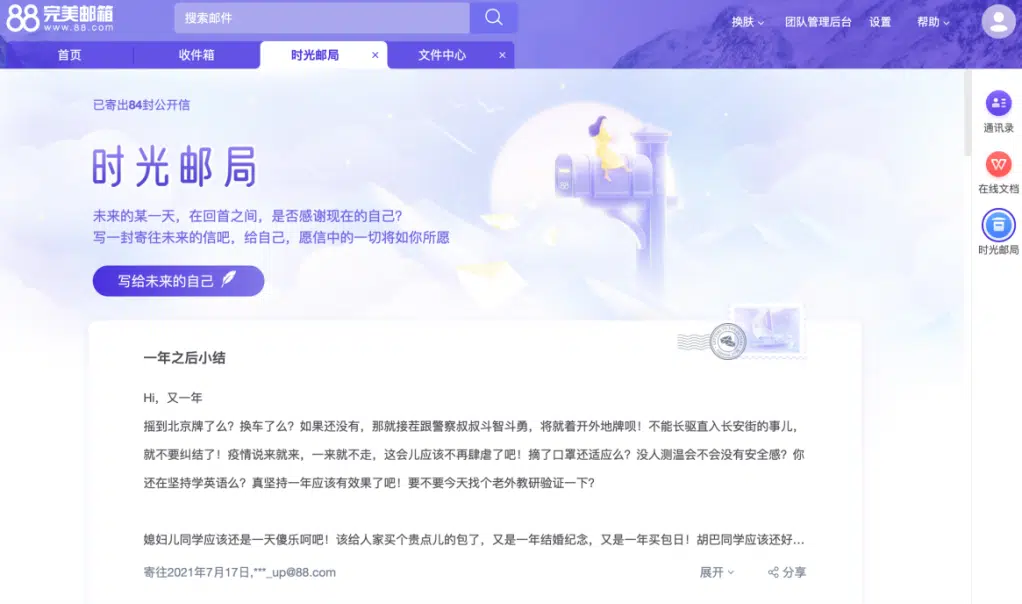 88 完美邮箱
www.88.com
搜索邮件
换肤 团队管理后台 设置 帮助
首页 收件箱 时光邮局 × 文件中心 ×
已寄出84封公开信
时光邮局
未来的某一天，在回首之间，是否感谢现在的自己？
写一封寄往未来的信吧，给自己，愿信中的一切将如你所愿
写给未来的自己
通讯录
在线文档
时光邮局
88
一年之后小结
Hi，又一年
摇到北京牌了么？换车了么？如果还没有，那就接茬跟警察叔叔斗智斗勇，将就着开外地牌呗！不能长驱直入长安街的事儿，
就不要纠结了！疫情说来就来，一来就不走，这会儿应该不再肆虐了吧！摘了口罩还适应么？没人测温会不会没有安全感？你
还在坚持学英语么？真坚持一年应该有效果了吧！要不要今天找个老外教研验证一下？
媳妇儿同学应该还是一天傻乐呵呵吧！该给人家买个贵点儿的包了，又是一年结婚纪念，又是一年买包日！胡巴同学应该还好...
寄往2021年7月17日,***_up@88.com
展开 分享